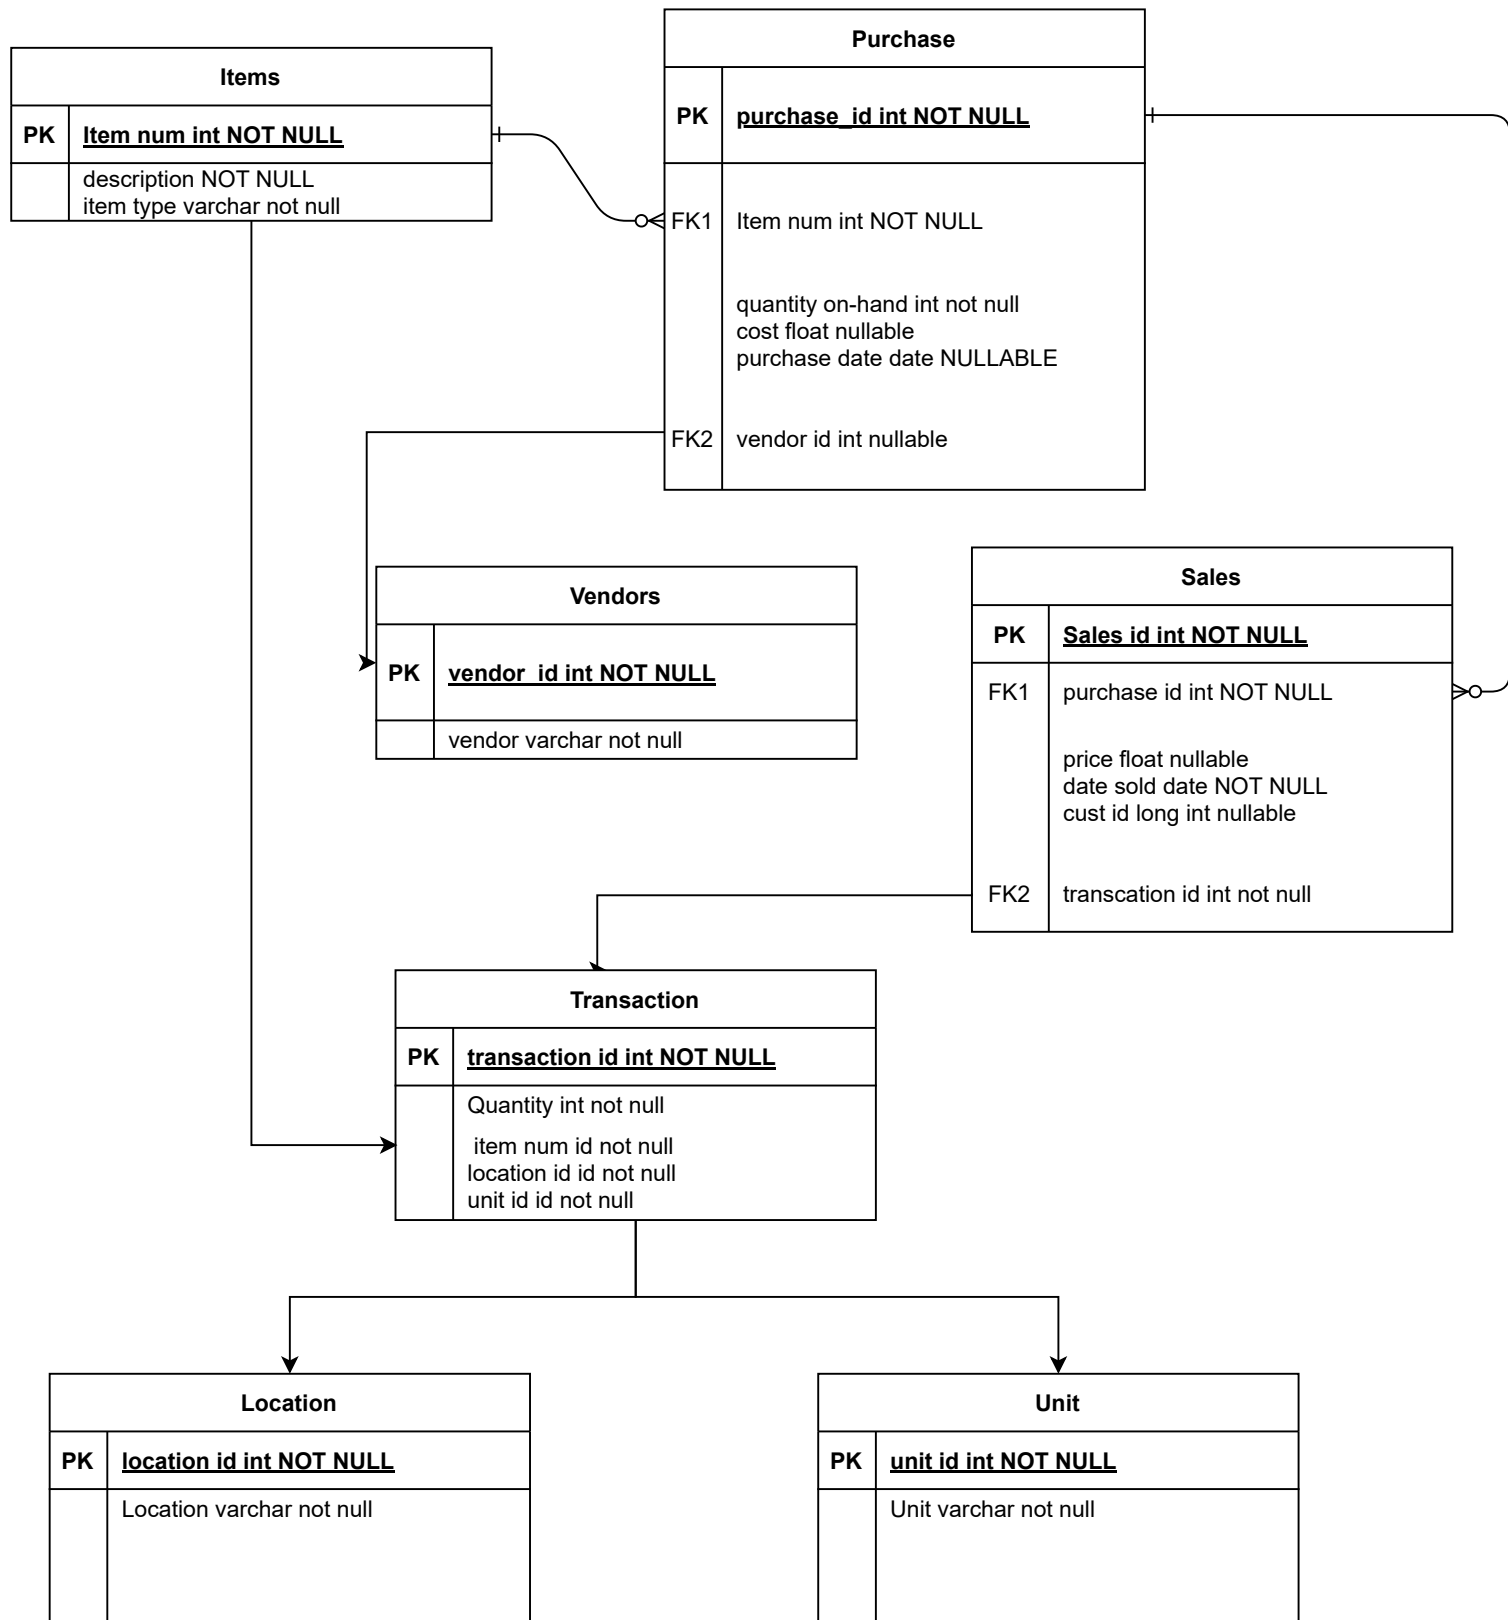 Purchase
PK purchase_id int NOT NULL
FK1 Item num int NOT NULL
quantity on-hand int not null
cost float nullable
purchase date date NULLABLE
FK2 vendor id int nullable
Items
PK Item num int NOT NULL
description NOT NULL
item type varchar not null
Vendors
PK vendor_id int NOT NULL
vendor varchar not null
Sales
PK Sales id int NOT NULL
FK1 purchase id int NOT NULL
price float nullable
date sold date NOT NULL
cust id long int nullable
FK2 transcation id int not null
Transaction
PK transaction id int NOT NULL
Quantity int not null
item num id not null
location id id not null
unit id id not null
Location
PK location id int NOT NULL
Location varchar not null
Unit
PK unit id int NOT NULL
Unit varchar not null